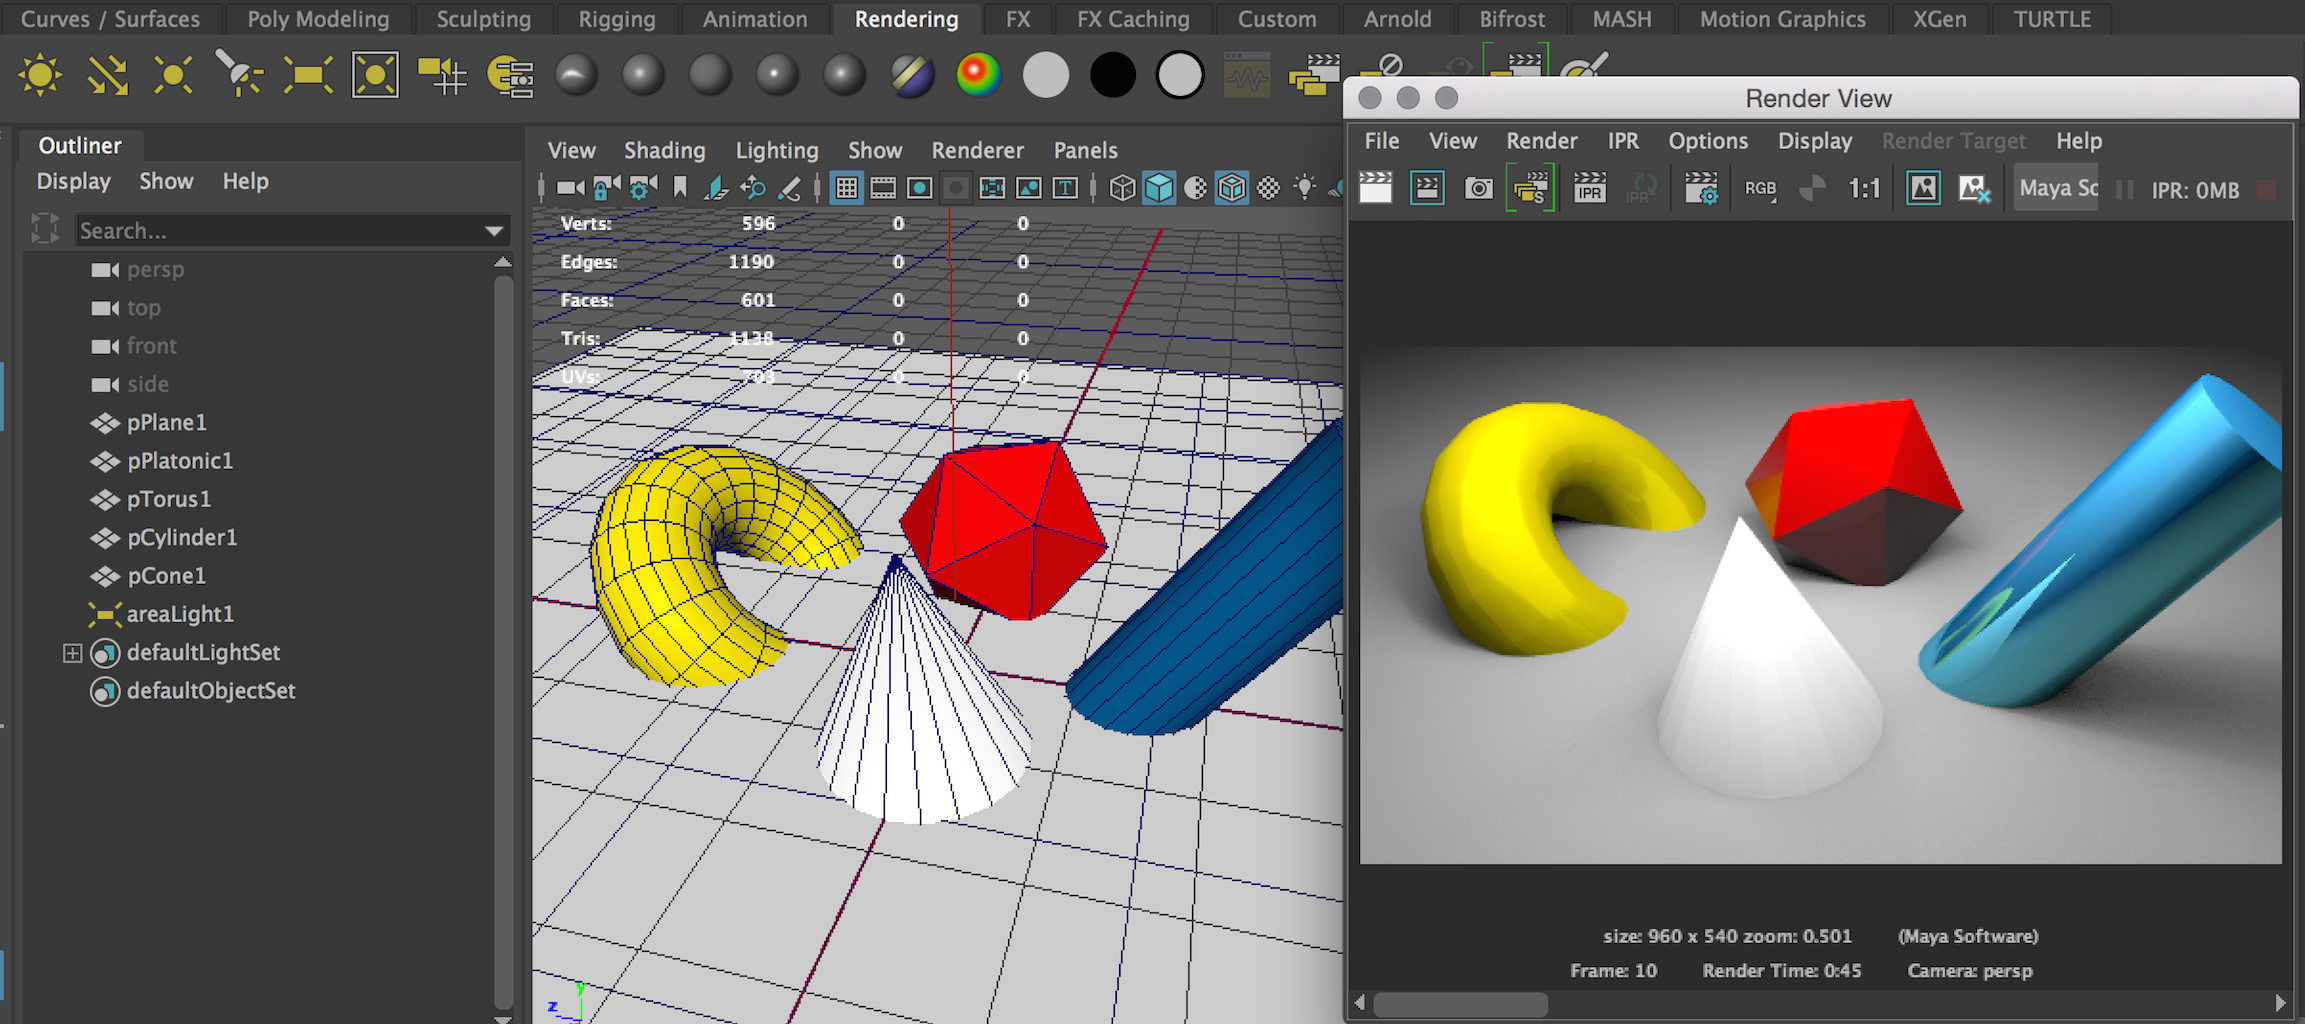 Curves / Surfaces Poly Modeling Sculpting Rigging Animation Rendering FX FX Caching Custom Arnold Bifrost MASH Motion Graphics XGen TURTLE
Outliner
Display Show Help
Search...
persp
top
front
side
pPlane1
pPlatonic1
pTorus1
pCylinder1
pCone1
areaLight1
defaultLightSet
defaultObjectSet
View Shading Lighting Show Renderer Panels
Verts: 596 0 0
Edges: 1190 0 0
Faces: 601 0 0
Tris: 1138 0 0
UVs: 703 0 0
y
z
Render View
File View Render IPR Options Display Render Target Help
S IPR IPR RGB 1:1 Maya Sc IPR: 0MB
size: 960 x 540 zoom: 0.501 (Maya Software)
Frame: 10 Render Time: 0:45 Camera: persp